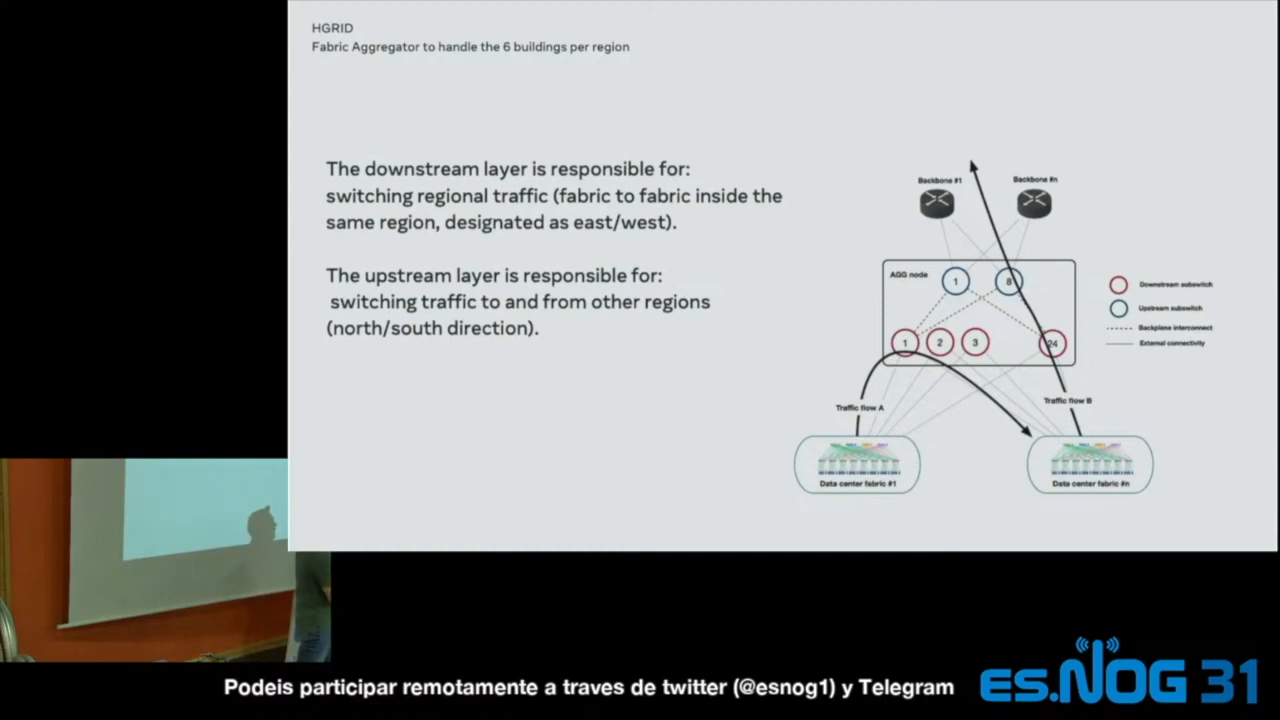 HGRID
Fabric Aggregator to handle the 6 buildings per region
The downstream layer is responsible for:
switching regional traffic (fabric to fabric inside the
same region, designated as east/west).
The upstream layer is responsible for:
switching traffic to and from other regions
(north/south direction).
Backbone #1
Backbone #n
AGG node
1
8
1
2
3
24
Downstream subswitch
Upstream subswitch
Backplane interconnect
External connectivity
Traffic flow A
Traffic flow B
Data center fabric #1
Data center fabric #n
Podeis participar remotamente a traves de twitter (@esnog1) y Telegram
es.NOG 31